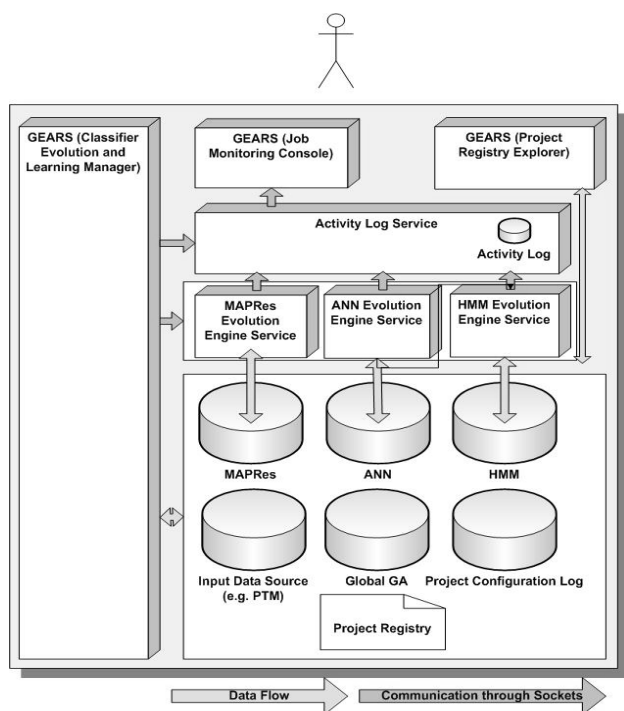 GEARS (Classifier
Evolution and
Learning Manager)
GEARS (Job
Monitoring Console)
GEARS (Project
Registry Explorer)
Activity Log Service
Activity Log
MAPRes
Evolution
Engine Service
ANN Evolution
Engine Service
HMM Evolution
Engine Service
MAPRes
ANN
HMM
Input Data Source
(e.g. PTM)
Global GA
Project Configuration Log
Project Registry
Data Flow
Communication through Sockets